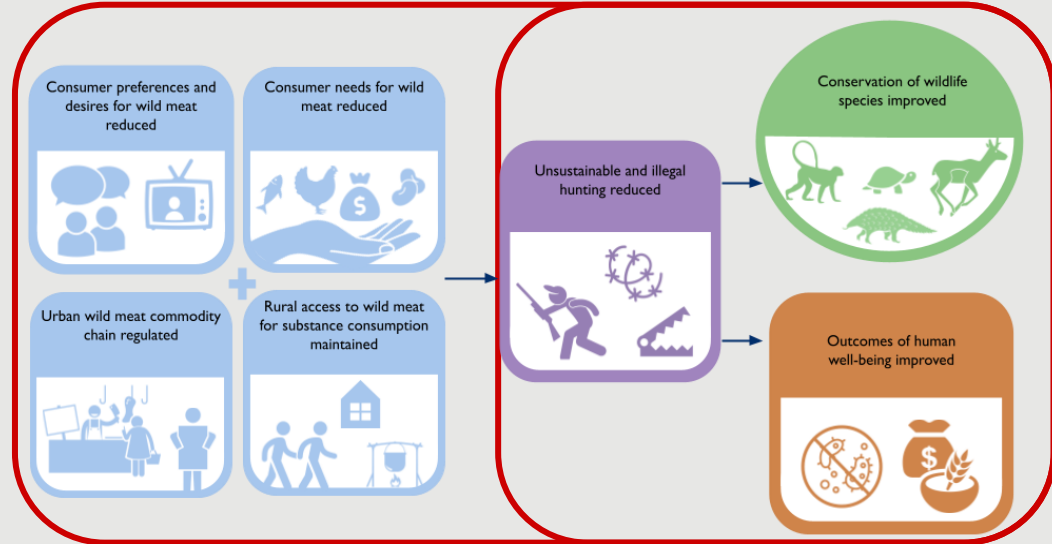 Consumer preferences and
desires for wild meat
reduced
Consumer needs for wild
meat reduced
Urban wild meat commodity
chain regulated
Rural access to wild meat
for substance consumption
maintained
Unsustainable and illegal
hunting reduced
$
Conservation of wildlife
species improved
Outcomes of human
well-being improved
$